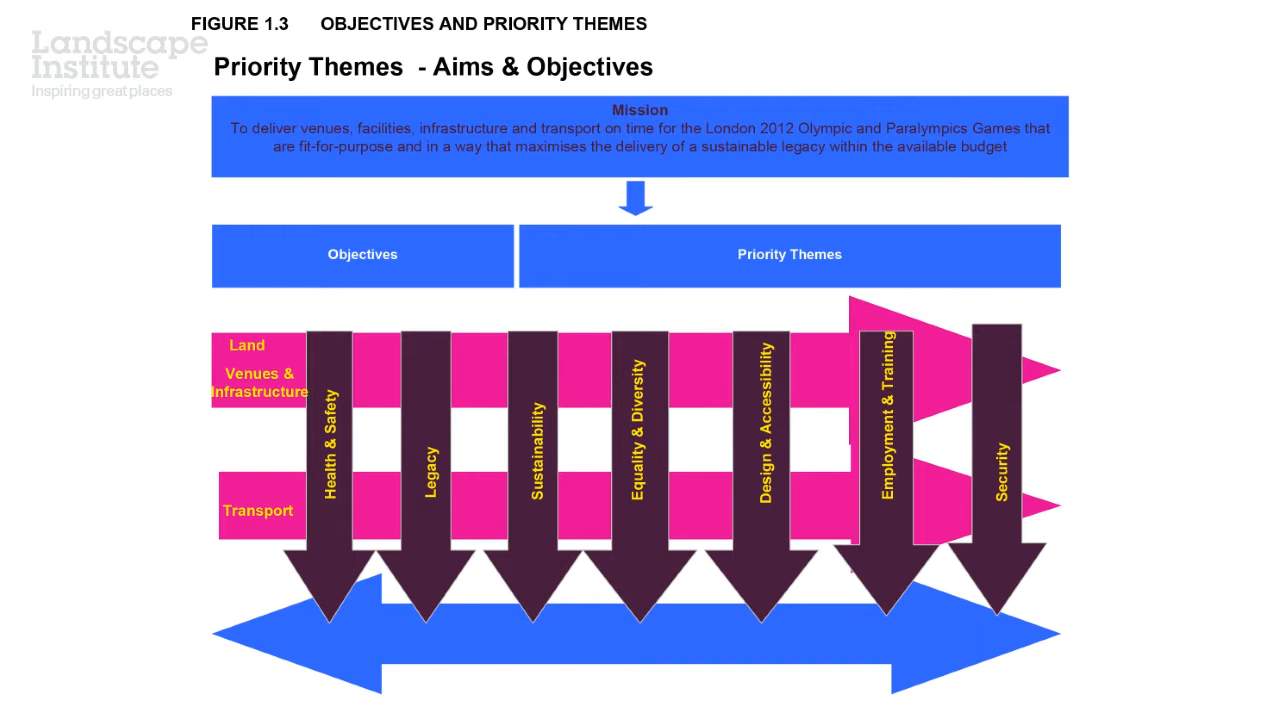 FIGURE 1.3 OBJECTIVES AND PRIORITY THEMES
Landscape
Institute
Inspiring great places
Priority Themes - Aims & Objectives
Mission
To deliver venues, facilities, infrastructure and transport on time for the London 2012 Olympic and Paralympics Games that
are fit-for-purpose and in a way that maximises the delivery of a sustainable legacy within the available budget
Objectives
Priority Themes
Land
Venues &
Infrastructure
Transport
Health & Safety
Legacy
Sustainability
Equality & Diversity
Design & Accessibility
Employment & Training
Security